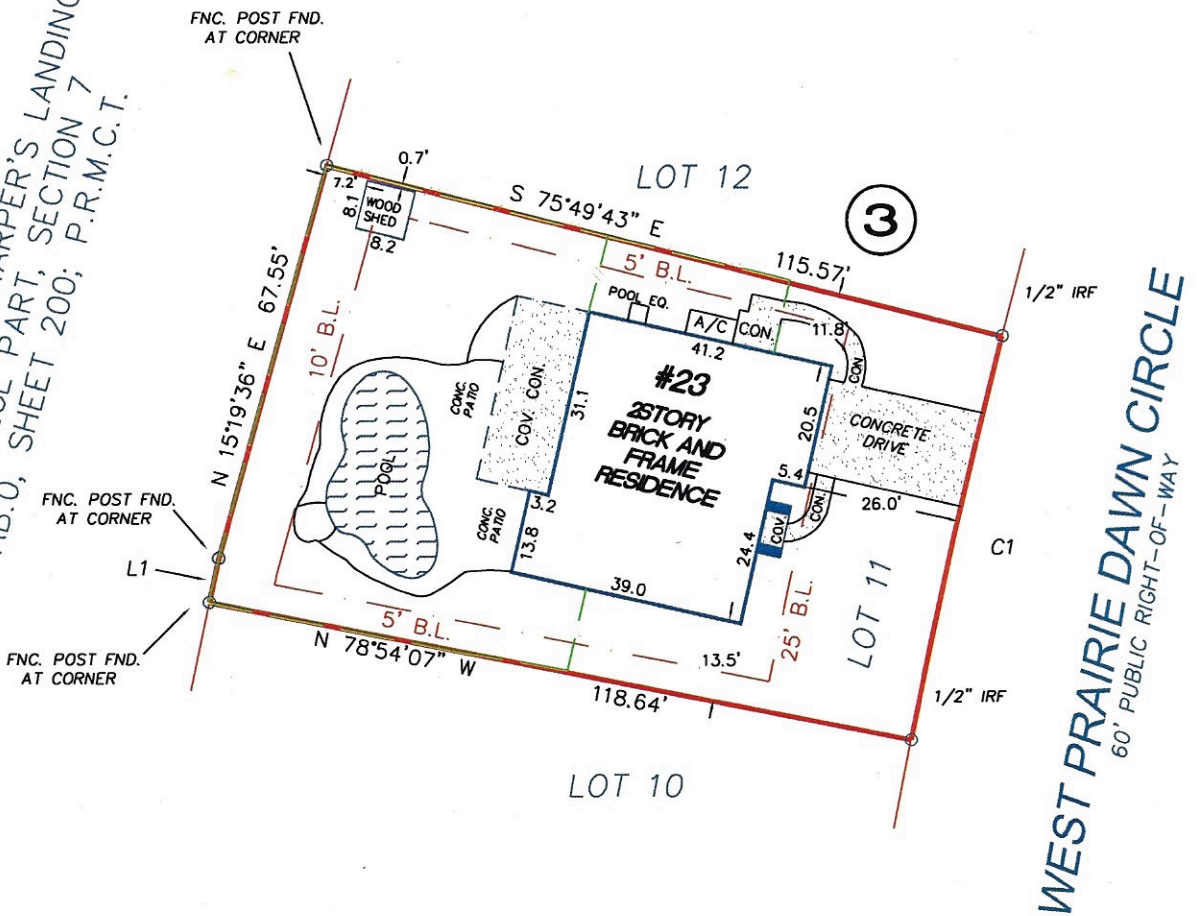 FNC. POST FND.
AT CORNER
HARPER'S LANDING
PART, SECTION 7
SHEET 200; P.R.M.C.T.
LOT 12
0.7'
7.2'
8.1
WOOD
SHED
8.2
S 75°49'43" E
115.57'
3
1/2" IRF
5' B.L.
POOL EQ.
A/C
CON.
11.8'
CON.
41.2
N 15°19'36" E 67.55'
10' B.L.
CONC.
PATIO
COV. CON.
31.1
#23
2STORY
BRICK AND
FRAME
RESIDENCE
20.5
CONCRETE
DRIVE
POOL
5.4
26.0'
CON.
COV.
3.2
CONC.
PATIO
13.8
24.4
C1
FNC. POST FND.
AT CORNER
L1
39.0
25' B.L.
LOT 11
5' B.L.
13.5'
N 78°54'07" W
118.64'
FNC. POST FND.
AT CORNER
1/2" IRF
LOT 10
WEST PRAIRIE DAWN CIRCLE
60' PUBLIC RIGHT-OF-WAY